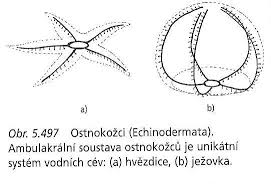 a)
b)
Obr. 5.497 Ostnokožci (Echinodermata).
Ambulakrální soustava ostnokožců je unikátní
systém vodních cév: (a) hvězdice, (b) ježovka.